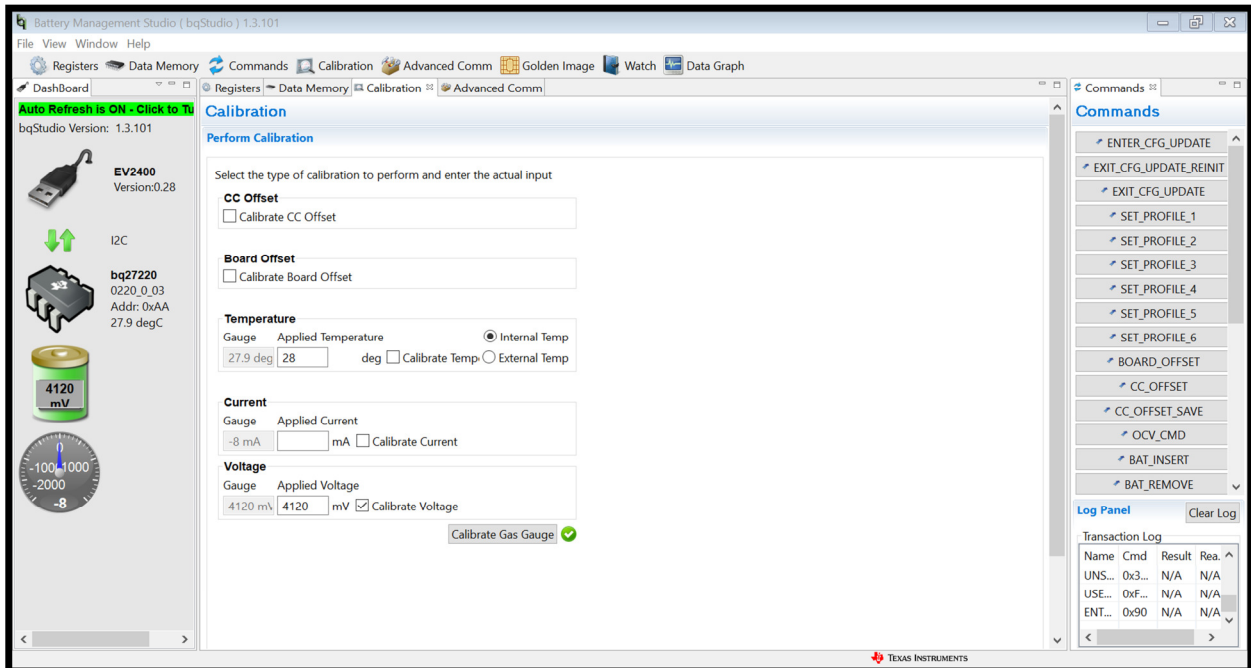 Battery Management Studio ( bqStudio ) 1.3.101
File View Window Help
Registers Data Memory Commands Calibration Advanced Comm Golden Image Watch Data Graph
DashBoard
Auto Refresh is ON - Click to Tu
bqStudio Version: 1.3.101
EV2400
Version:0.28
I2C
bq27220
0220_0_03
Addr: 0xAA
27.9 degC
4120
mV
0
-100 1000
-2000
-8
Registers Data Memory Calibration Advanced Comm
Calibration
Perform Calibration
Select the type of calibration to perform and enter the actual input
CC Offset
Calibrate CC Offset
Board Offset
Calibrate Board Offset
Temperature
Gauge Applied Temperature Internal Temp
27.9 deg 28 deg Calibrate Temp External Temp
Current
Gauge Applied Current
-8 mA mA Calibrate Current
Voltage
Gauge Applied Voltage
4120 mV 4120 mV Calibrate Voltage
Calibrate Gas Gauge
Commands
Commands
ENTER_CFG_UPDATE
EXIT_CFG_UPDATE_REINIT
EXIT_CFG_UPDATE
SET_PROFILE_1
SET_PROFILE_2
SET_PROFILE_3
SET_PROFILE_4
SET_PROFILE_5
SET_PROFILE_6
BOARD_OFFSET
CC_OFFSET
CC_OFFSET_SAVE
OCV_CMD
BAT_INSERT
BAT_REMOVE
Log Panel Clear Log
Transaction Log
Name Cmd Result Rea.
UNS... 0x3... N/A N/A
USE... 0xF... N/A N/A
ENT... 0x90 N/A N/A
TEXAS INSTRUMENTS